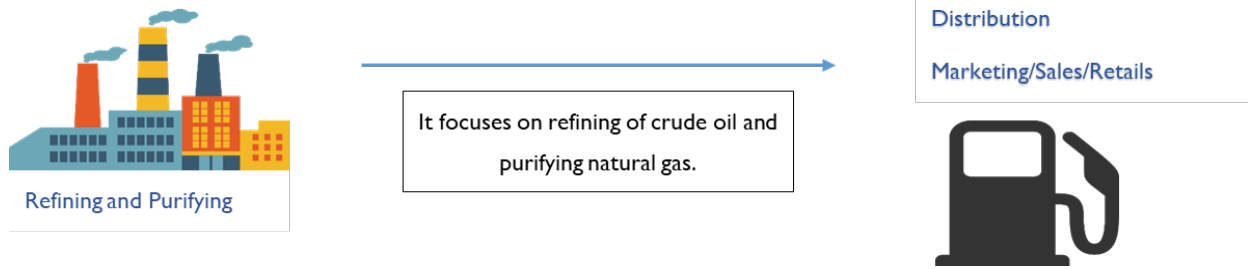 Refining and Purifying
It focuses on refining of crude oil and
purifying natural gas.
Distribution
Marketing/Sales/Retails